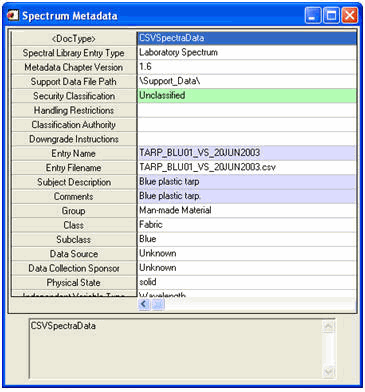 Spectrum Metadata
<DocType> CSVSpectraData
Spectral Library Entry Type Laboratory Spectrum
Metadata Chapter Version 1.6
Support Data File Path \Support_Data\
Security Classification Unclassified
Handling Restrictions
Classification Authority
Downgrade Instructions
Entry Name TARP_BLU01_VS_20JUN2003
Entry Filename TARP_BLU01_VS_20JUN2003.csv
Subject Description Blue plastic tarp
Comments Blue plastic tarp.
Group Man-made Material
Class Fabric
Subclass Blue
Data Source Unknown
Data Collection Sponsor Unknown
Physical State solid
Independent Variable Type Wavelength
CSVSpectraData